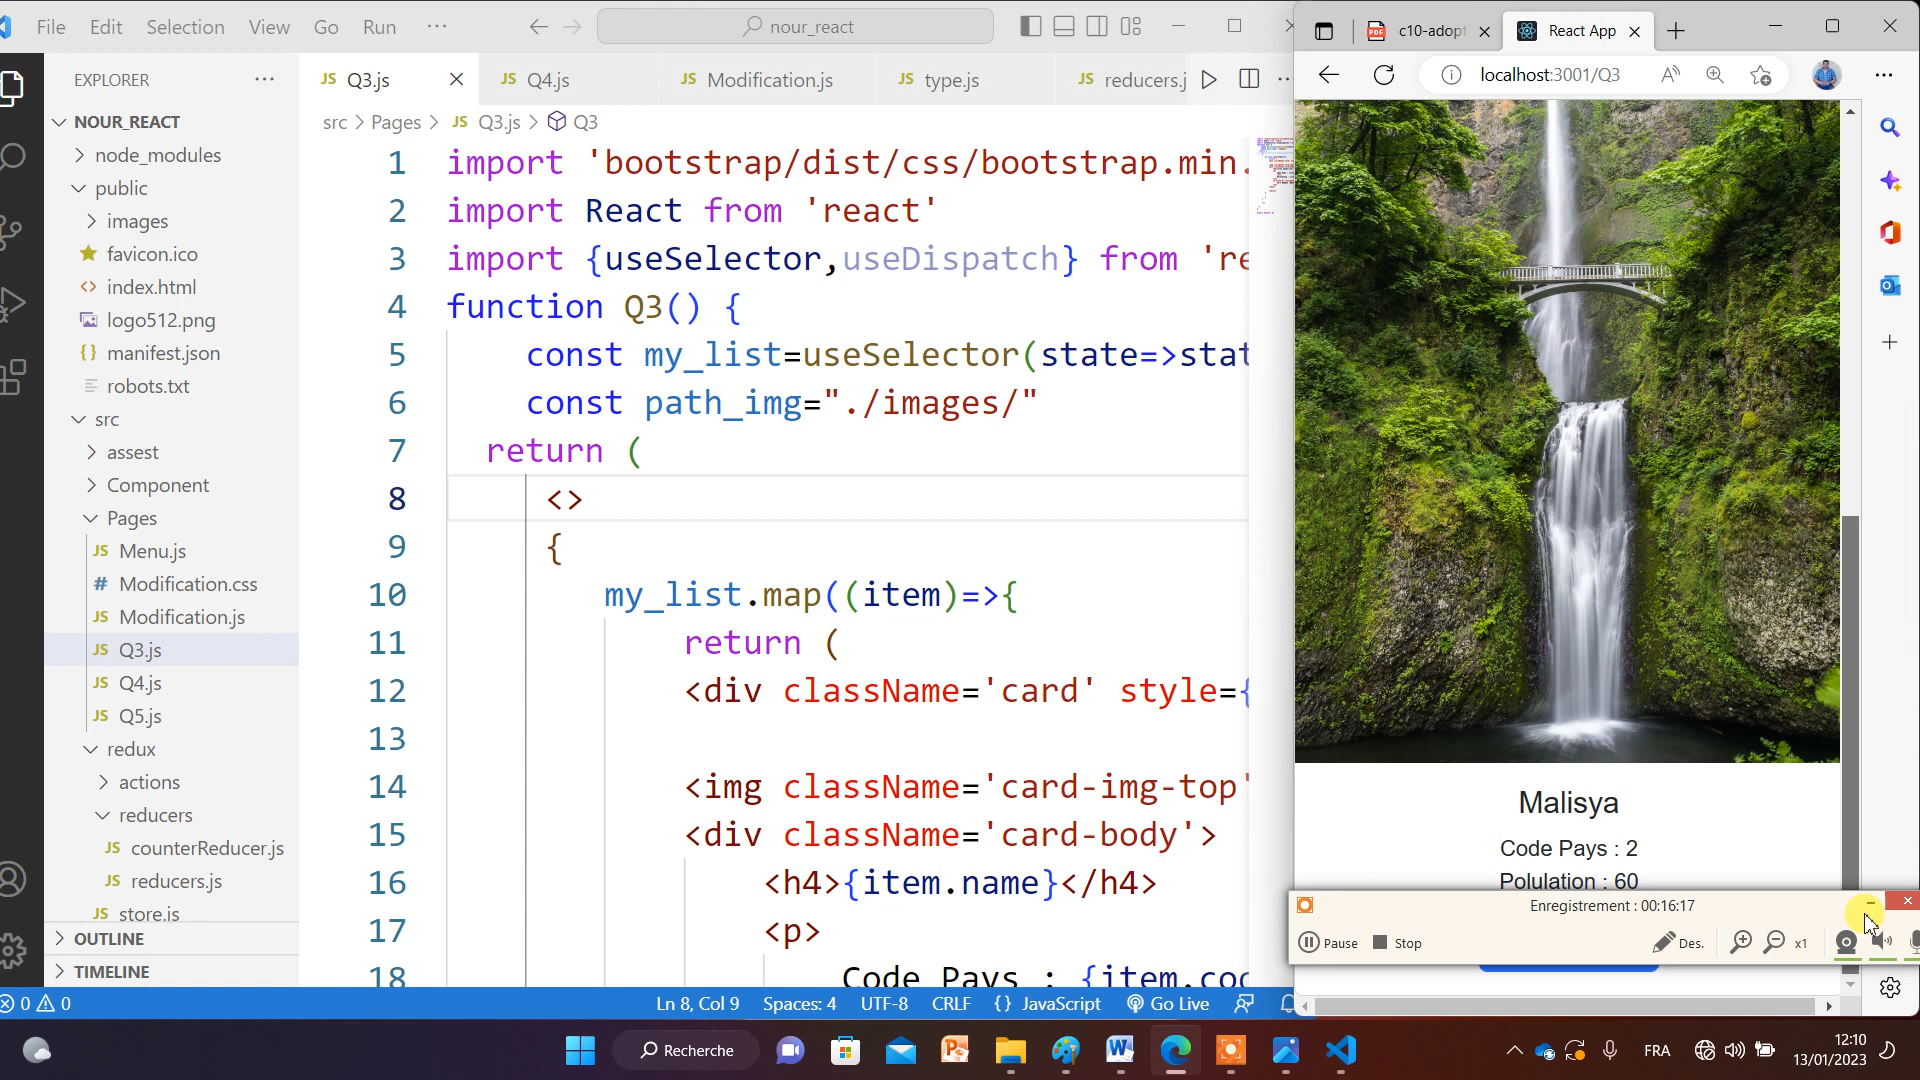 File Edit Selection View Go Run ···
nour_react
EXPLORER ···
NOUR_REACT
node_modules
public
images
favicon.ico
index.html
logo512.png
manifest.json
robots.txt
src
assest
Component
Pages
Menu.js
Modification.css
Modification.js
Q3.js
Q4.js
Q5.js
redux
actions
reducers
counterReducer.js
reducers.js
store.js
OUTLINE
TIMELINE
JS Q3.js
JS Q4.js
JS Modification.js
JS type.js
JS reducers.j
src > Pages > JS Q3.js > Q3
1 import 'bootstrap/dist/css/bootstrap.min.
2 import React from 'react'
3 import {useSelector,useDispatch} from 're
4 function Q3() {
5 const my_list=useSelector(state=>stat
6 const path_img="./images/"
7 return (
8 <>
9 {
10 my_list.map((item)=>{
11 return (
12 <div className='card' style={
13
14 <img className='card-img-top'
15 <div className='card-body'>
16 <h4>{item.name}</h4>
17 <p>
18 Code Pays : {item.cod
0 0
Ln 8, Col 9 Spaces: 4 UTF-8 CRLF {} JavaScript Go Live
PDF c10-adopt
React App
localhost:3001/Q3
Malisya
Code Pays : 2
Polulation : 60
Enregistrement : 00:16:17
Pause Stop Des. x1
Recherche
FRA
12:10
13/01/2023